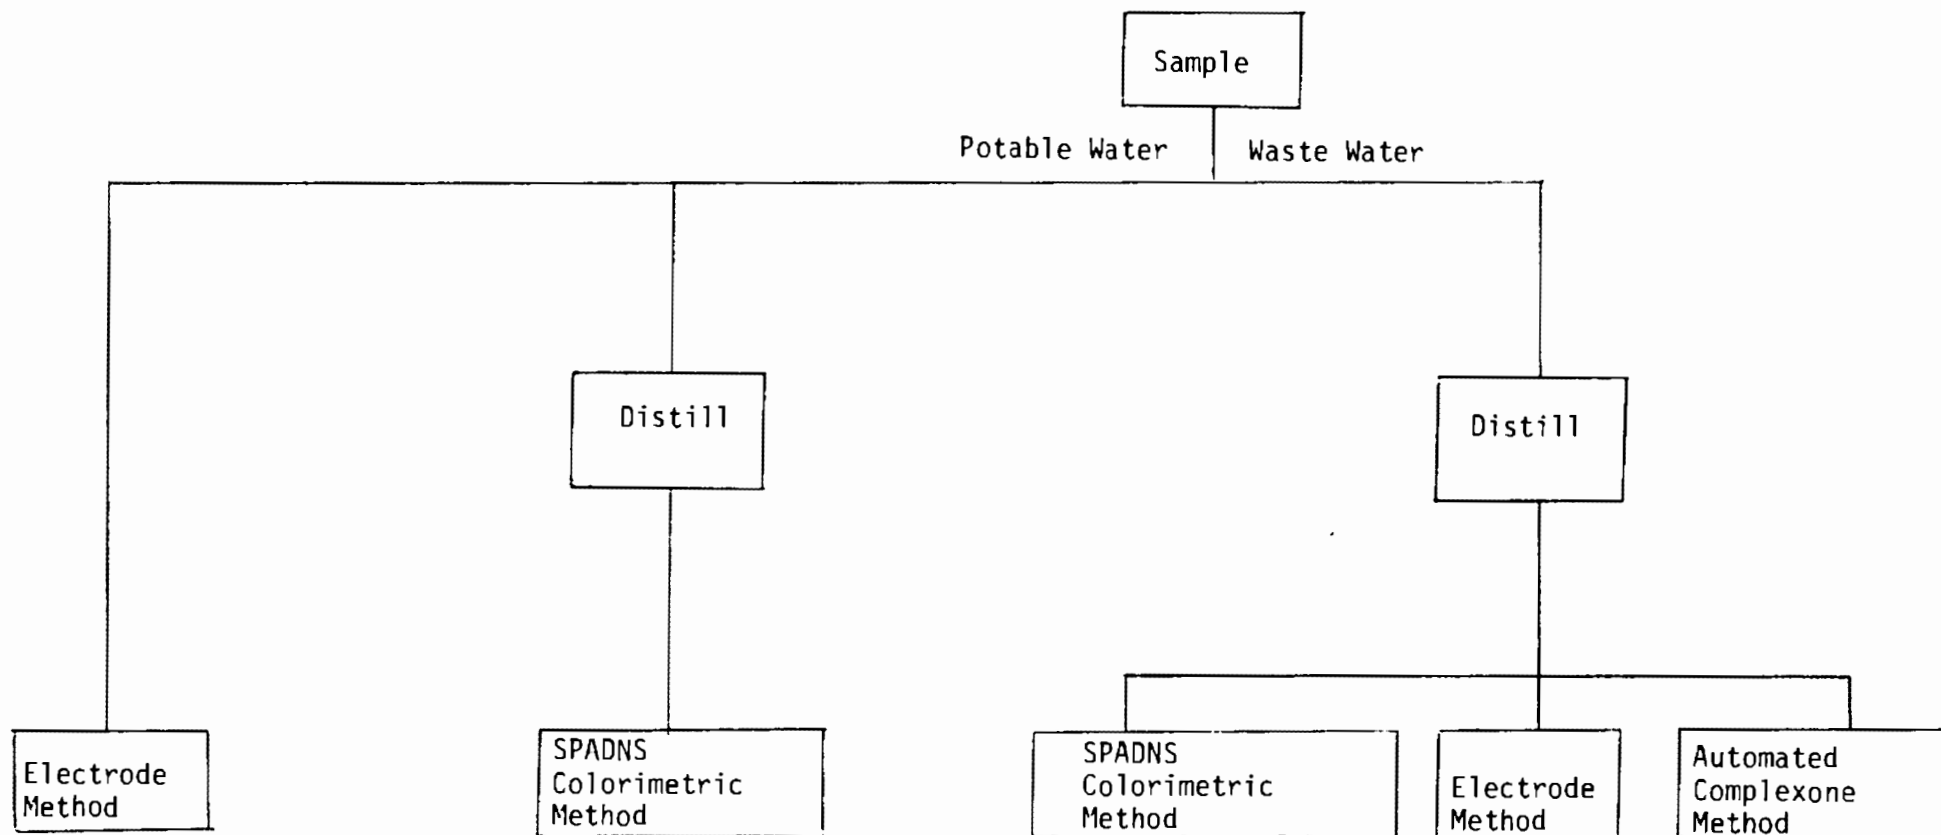 Sample
Potable Water
Waste Water
Distill
Distill
Electrode
Method
SPADNS
Colorimetric
Method
SPADNS
Colorimetric
Method
Electrode
Method
Automated
Complexone
Method